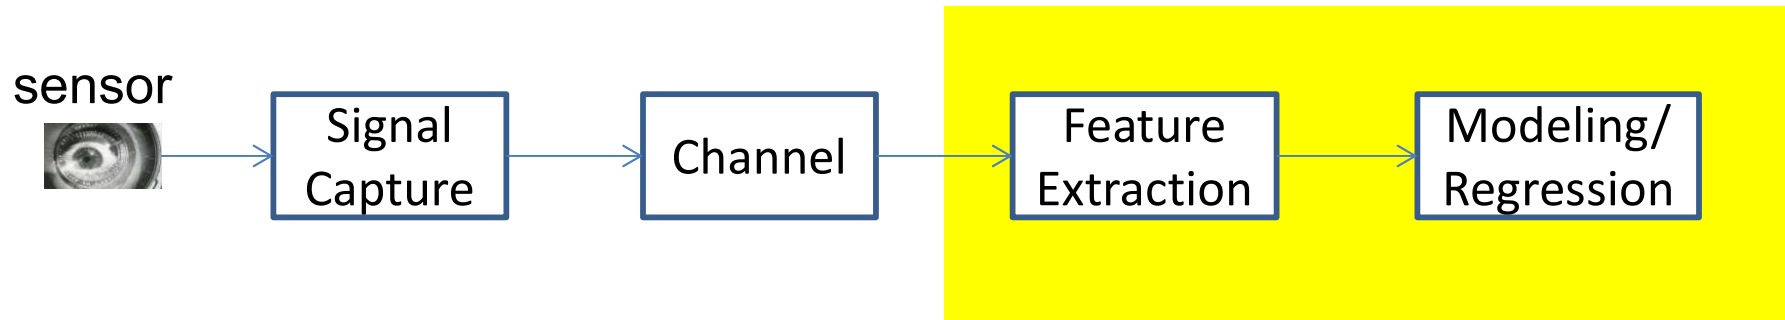 sensor
Signal
Capture
Channel
Feature
Extraction
Modeling/
Regression